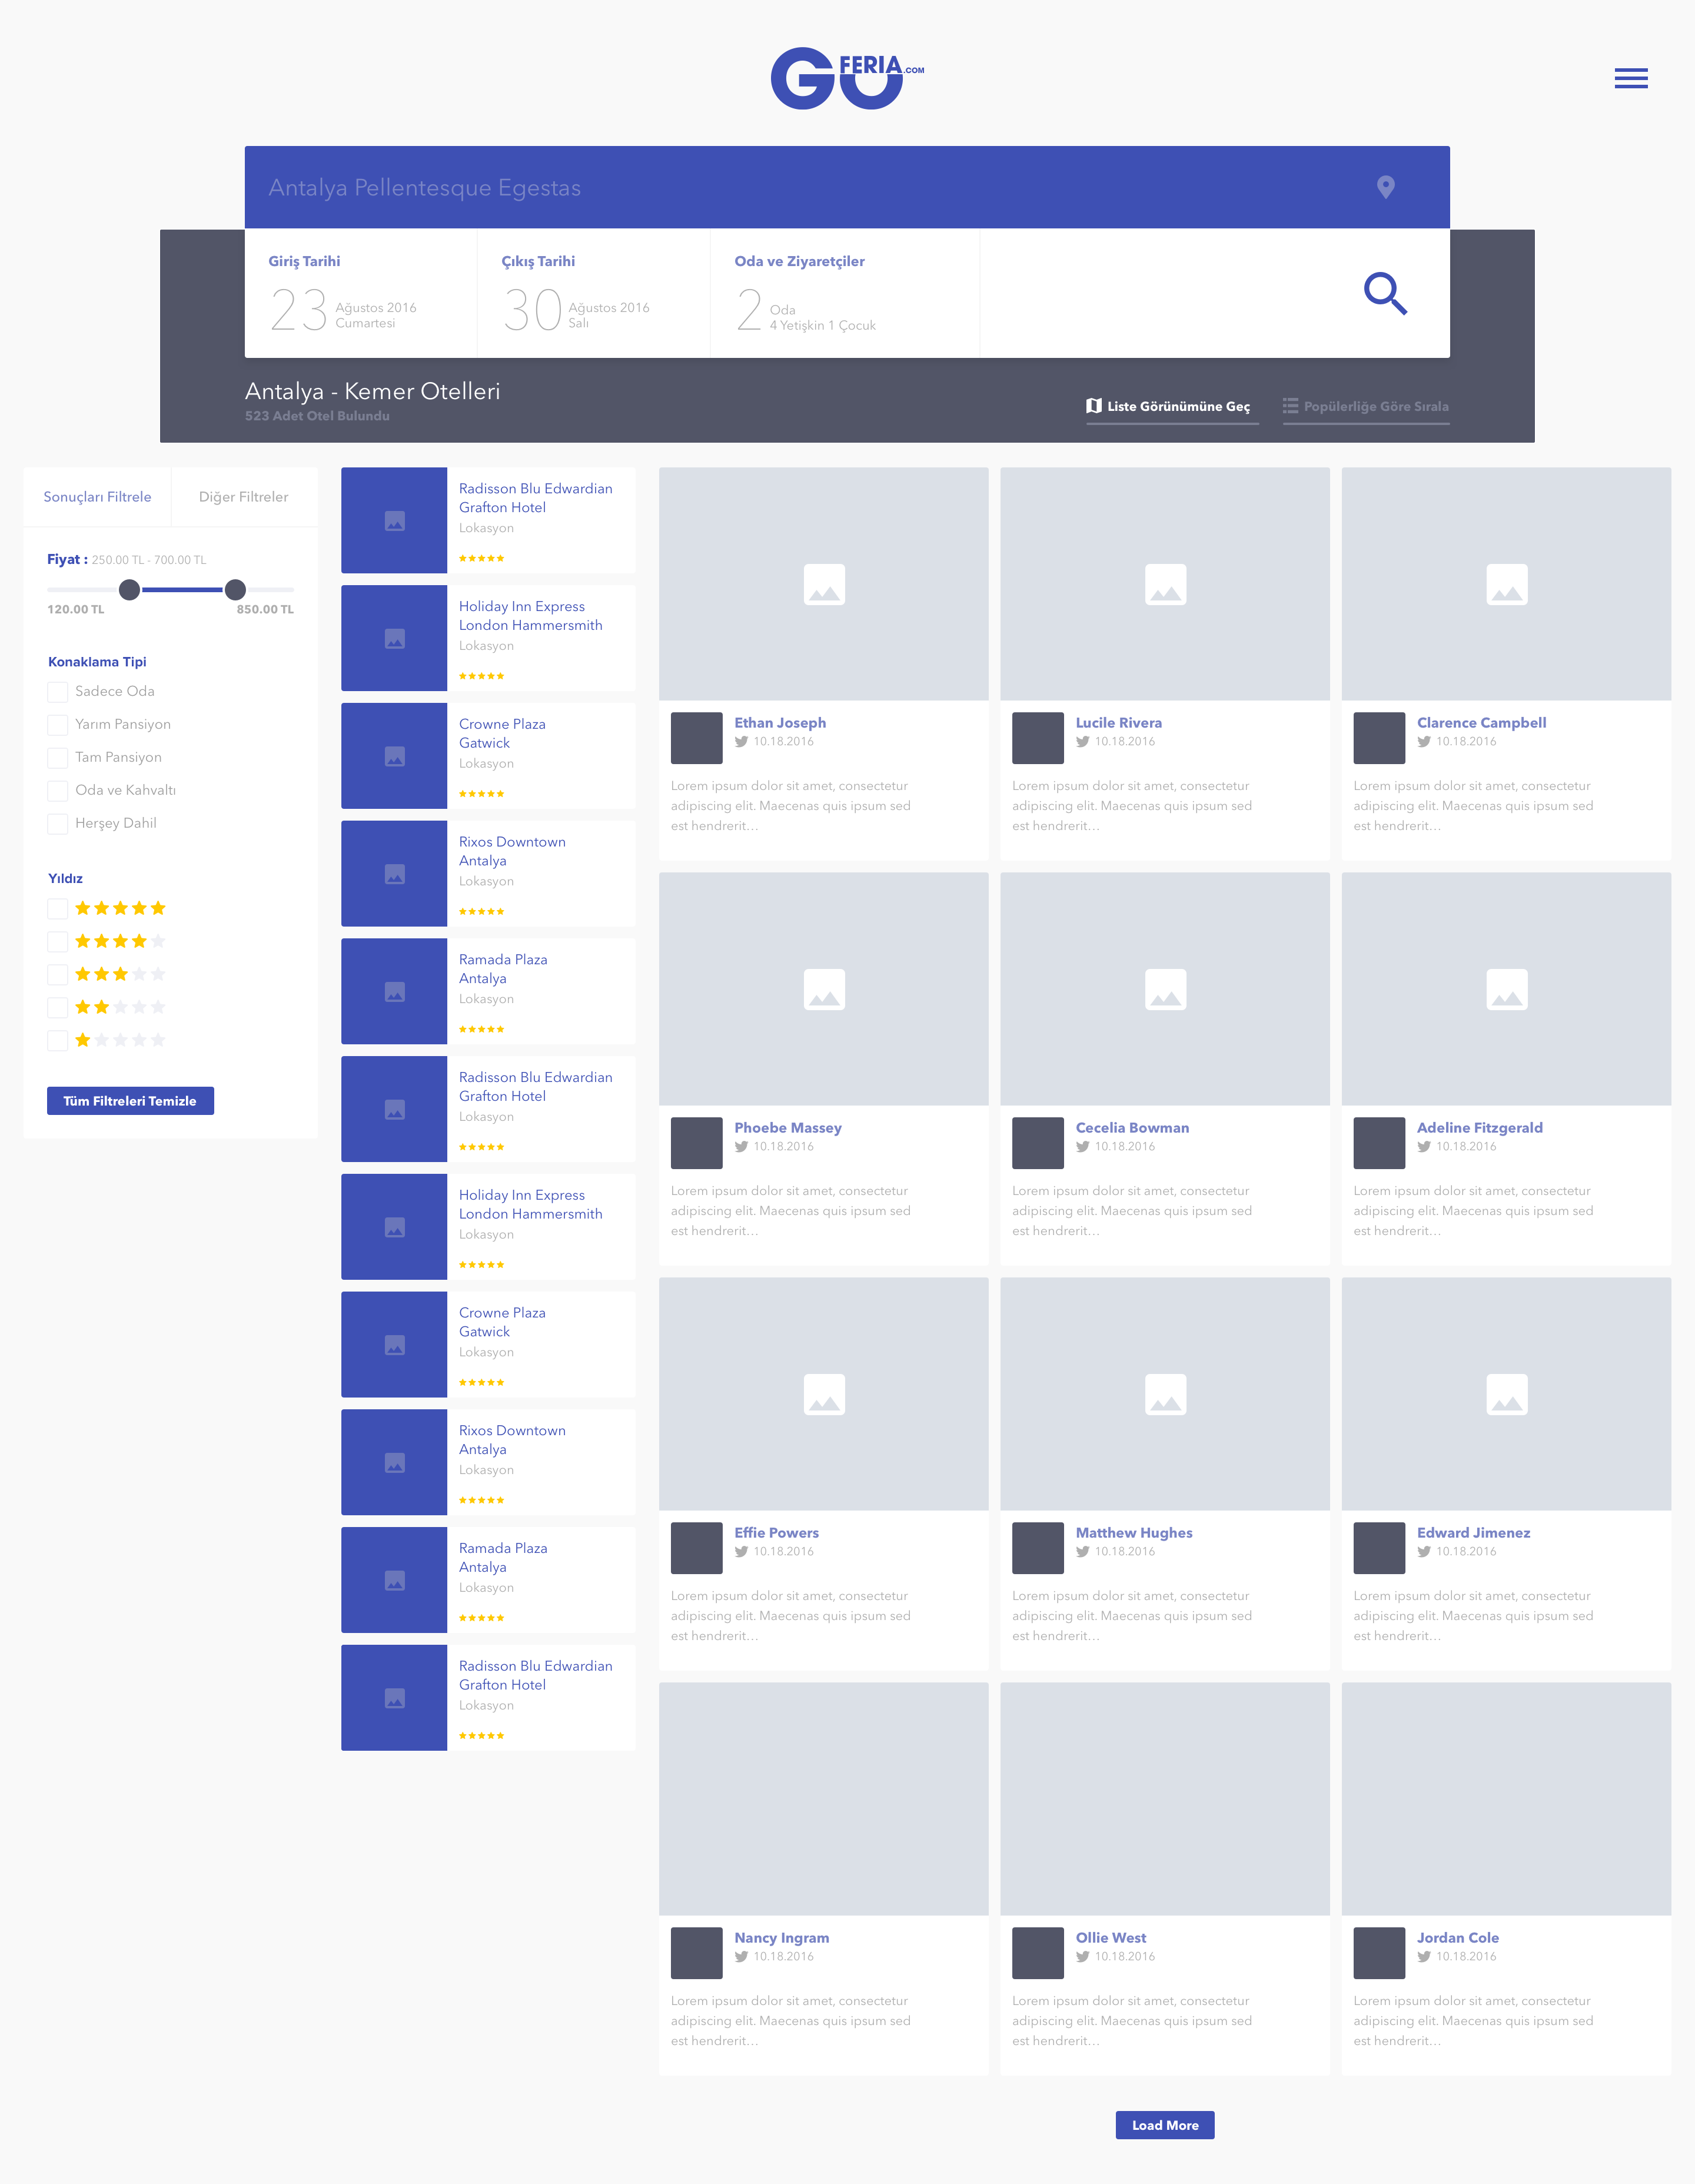 GO FERIA.COM
Antalya Pellentesque Egestas
Giriş Tarihi
23 Ağustos 2016
Cumartesi
Çıkış Tarihi
30 Ağustos 2016
Salı
Oda ve Ziyaretçiler
2 Oda
4 Yetişkin 1 Çocuk
Antalya - Kemer Otelleri
523 Adet Otel Bulundu
Liste Görünümüne Geç
Popülerliğe Göre Sırala
Sonuçları Filtrele
Diğer Filtreler
Fiyat : 250.00 TL - 700.00 TL
120.00 TL
850.00 TL
Konaklama Tipi
Sadece Oda
Yarım Pansiyon
Tam Pansiyon
Oda ve Kahvaltı
Herşey Dahil
Yıldız
Tüm Filtreleri Temizle
Radisson Blu Edwardian
Grafton Hotel
Lokasyon
Holiday Inn Express
London Hammersmith
Lokasyon
Crowne Plaza
Gatwick
Lokasyon
Rixos Downtown
Antalya
Lokasyon
Ramada Plaza
Antalya
Lokasyon
Radisson Blu Edwardian
Grafton Hotel
Lokasyon
Holiday Inn Express
London Hammersmith
Lokasyon
Crowne Plaza
Gatwick
Lokasyon
Rixos Downtown
Antalya
Lokasyon
Ramada Plaza
Antalya
Lokasyon
Radisson Blu Edwardian
Grafton Hotel
Lokasyon
Ethan Joseph
10.18.2016
Lorem ipsum dolor sit amet, consectetur
adipiscing elit. Maecenas quis ipsum sed
est hendrerit…
Lucile Rivera
10.18.2016
Lorem ipsum dolor sit amet, consectetur
adipiscing elit. Maecenas quis ipsum sed
est hendrerit…
Clarence Campbell
10.18.2016
Lorem ipsum dolor sit amet, consectetur
adipiscing elit. Maecenas quis ipsum sed
est hendrerit…
Phoebe Massey
10.18.2016
Lorem ipsum dolor sit amet, consectetur
adipiscing elit. Maecenas quis ipsum sed
est hendrerit…
Cecelia Bowman
10.18.2016
Lorem ipsum dolor sit amet, consectetur
adipiscing elit. Maecenas quis ipsum sed
est hendrerit…
Adeline Fitzgerald
10.18.2016
Lorem ipsum dolor sit amet, consectetur
adipiscing elit. Maecenas quis ipsum sed
est hendrerit…
Effie Powers
10.18.2016
Lorem ipsum dolor sit amet, consectetur
adipiscing elit. Maecenas quis ipsum sed
est hendrerit…
Matthew Hughes
10.18.2016
Lorem ipsum dolor sit amet, consectetur
adipiscing elit. Maecenas quis ipsum sed
est hendrerit…
Edward Jimenez
10.18.2016
Lorem ipsum dolor sit amet, consectetur
adipiscing elit. Maecenas quis ipsum sed
est hendrerit…
Nancy Ingram
10.18.2016
Lorem ipsum dolor sit amet, consectetur
adipiscing elit. Maecenas quis ipsum sed
est hendrerit…
Ollie West
10.18.2016
Lorem ipsum dolor sit amet, consectetur
adipiscing elit. Maecenas quis ipsum sed
est hendrerit…
Jordan Cole
10.18.2016
Lorem ipsum dolor sit amet, consectetur
adipiscing elit. Maecenas quis ipsum sed
est hendrerit…
Load More